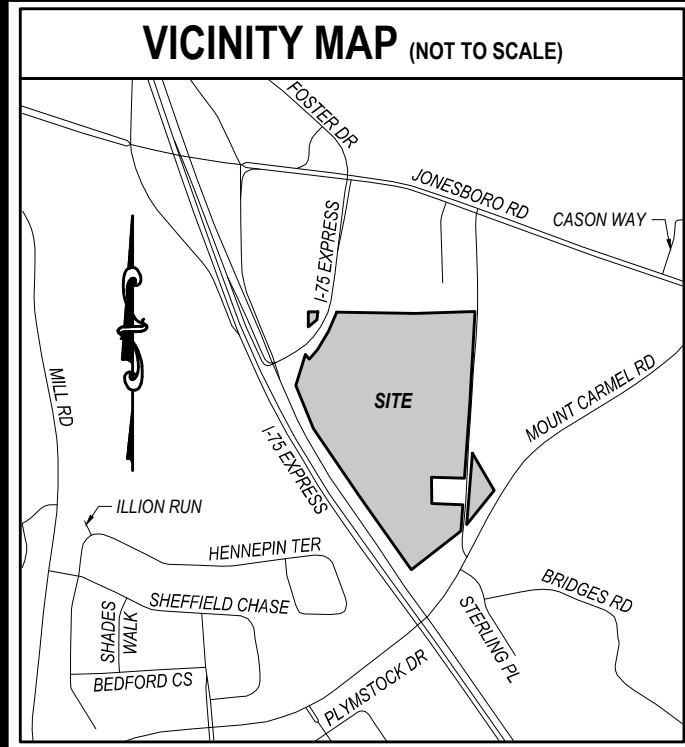 VICINITY MAP (NOT TO SCALE)
FOSTER DR
JONESBORO RD
CASON WAY
I-75 EXPRESS
MOUNT CARMEL RD
MILL RD
SITE
I-75 EXPRESS
ILLION RUN
HENNEPIN TER
SHEFFIELD CHASE
BRIDGES RD
SHADES
WALK
STERLING PL
BEDFORD CS
PLYMSTOCK DR